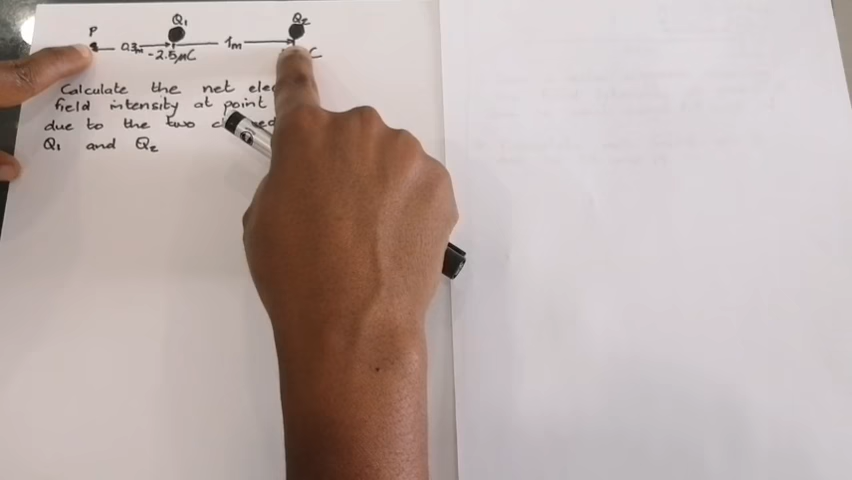 P Q1 Q2
0.3m 1m
-2.5μC C
Calculate the net
field intensity at point
due to the two
Q1 and Q2